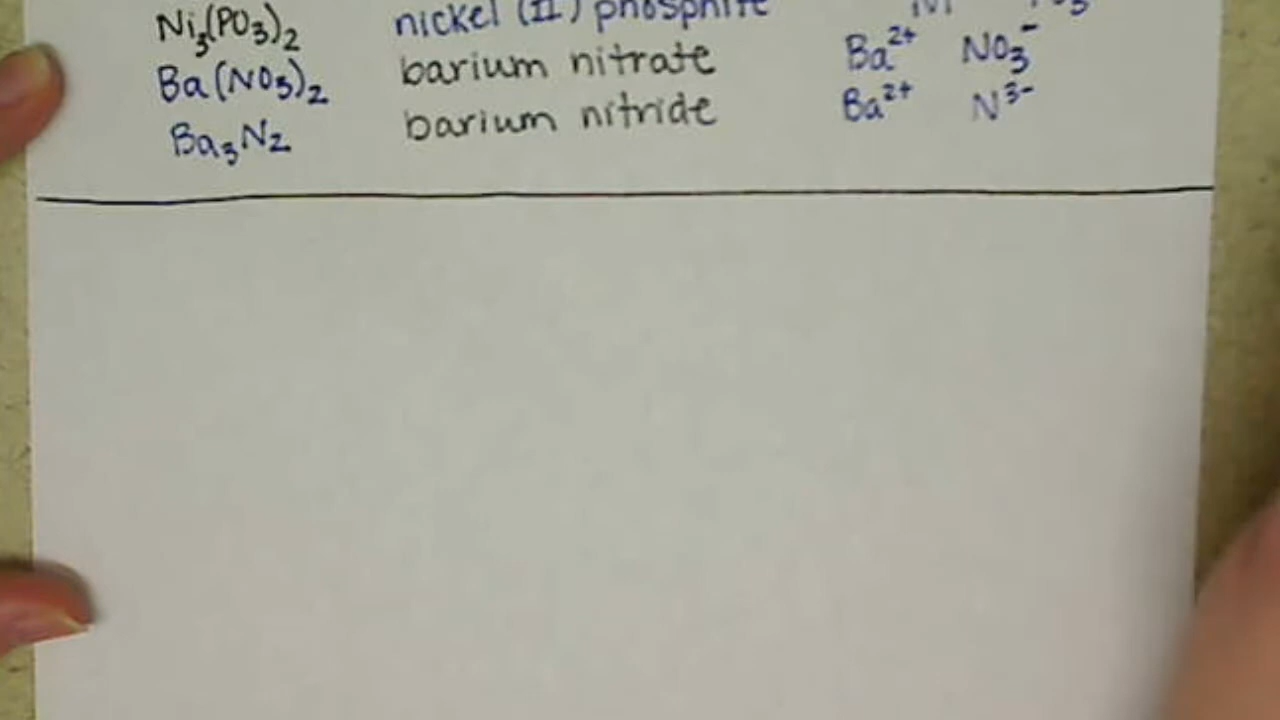 Ni₃(PO₃)₂ nickel (II) phosphite
Ba(NO₃)₂ barium nitrate Ba²⁺ NO₃⁻
Ba₃N₂ barium nitride Ba²⁺ N³⁻